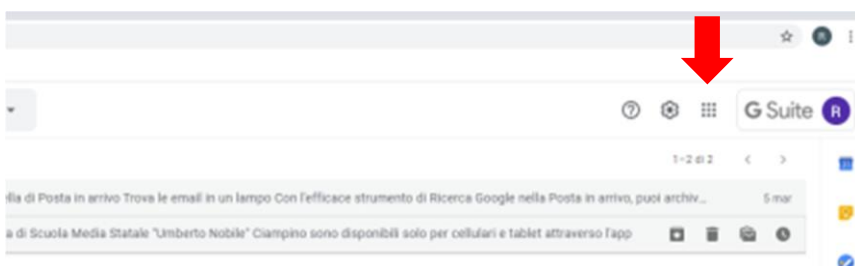 G Suite R
1-2 di 2
ella di Posta in arrivo Trova le email in un lampo Con l'efficace strumento di Ricerca Google nella Posta in arrivo, puoi archiv... 5 mar
a di Scuola Media Statale "Umberto Nobile" Ciampino sono disponibili solo per cellulari e tablet attraverso l'app